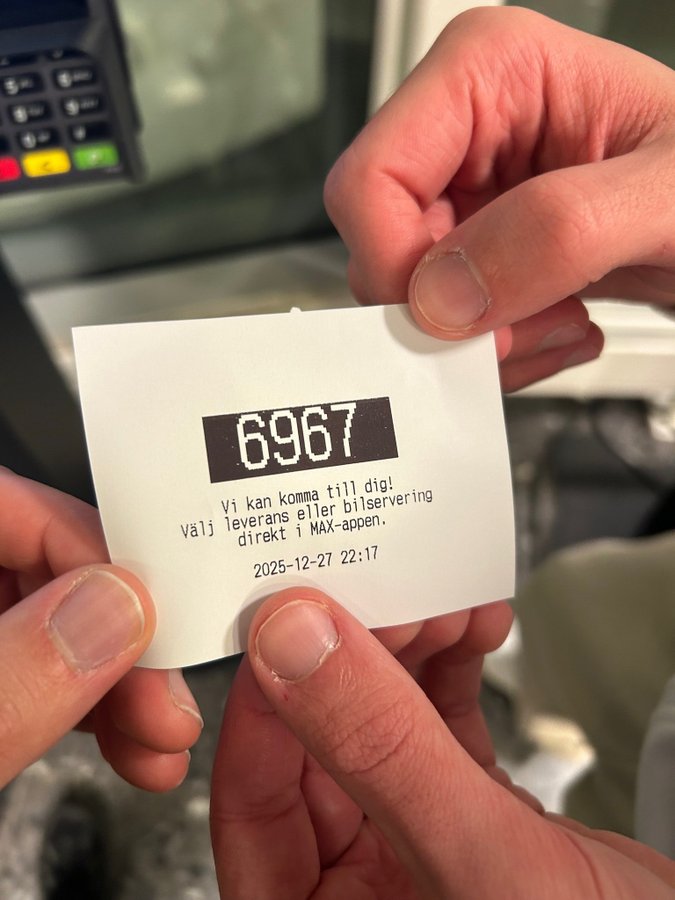 6967
Vi kan komma till dig!
Välj leverans eller bilservering
direkt i MAX-appen.
2025-12-27 22:17